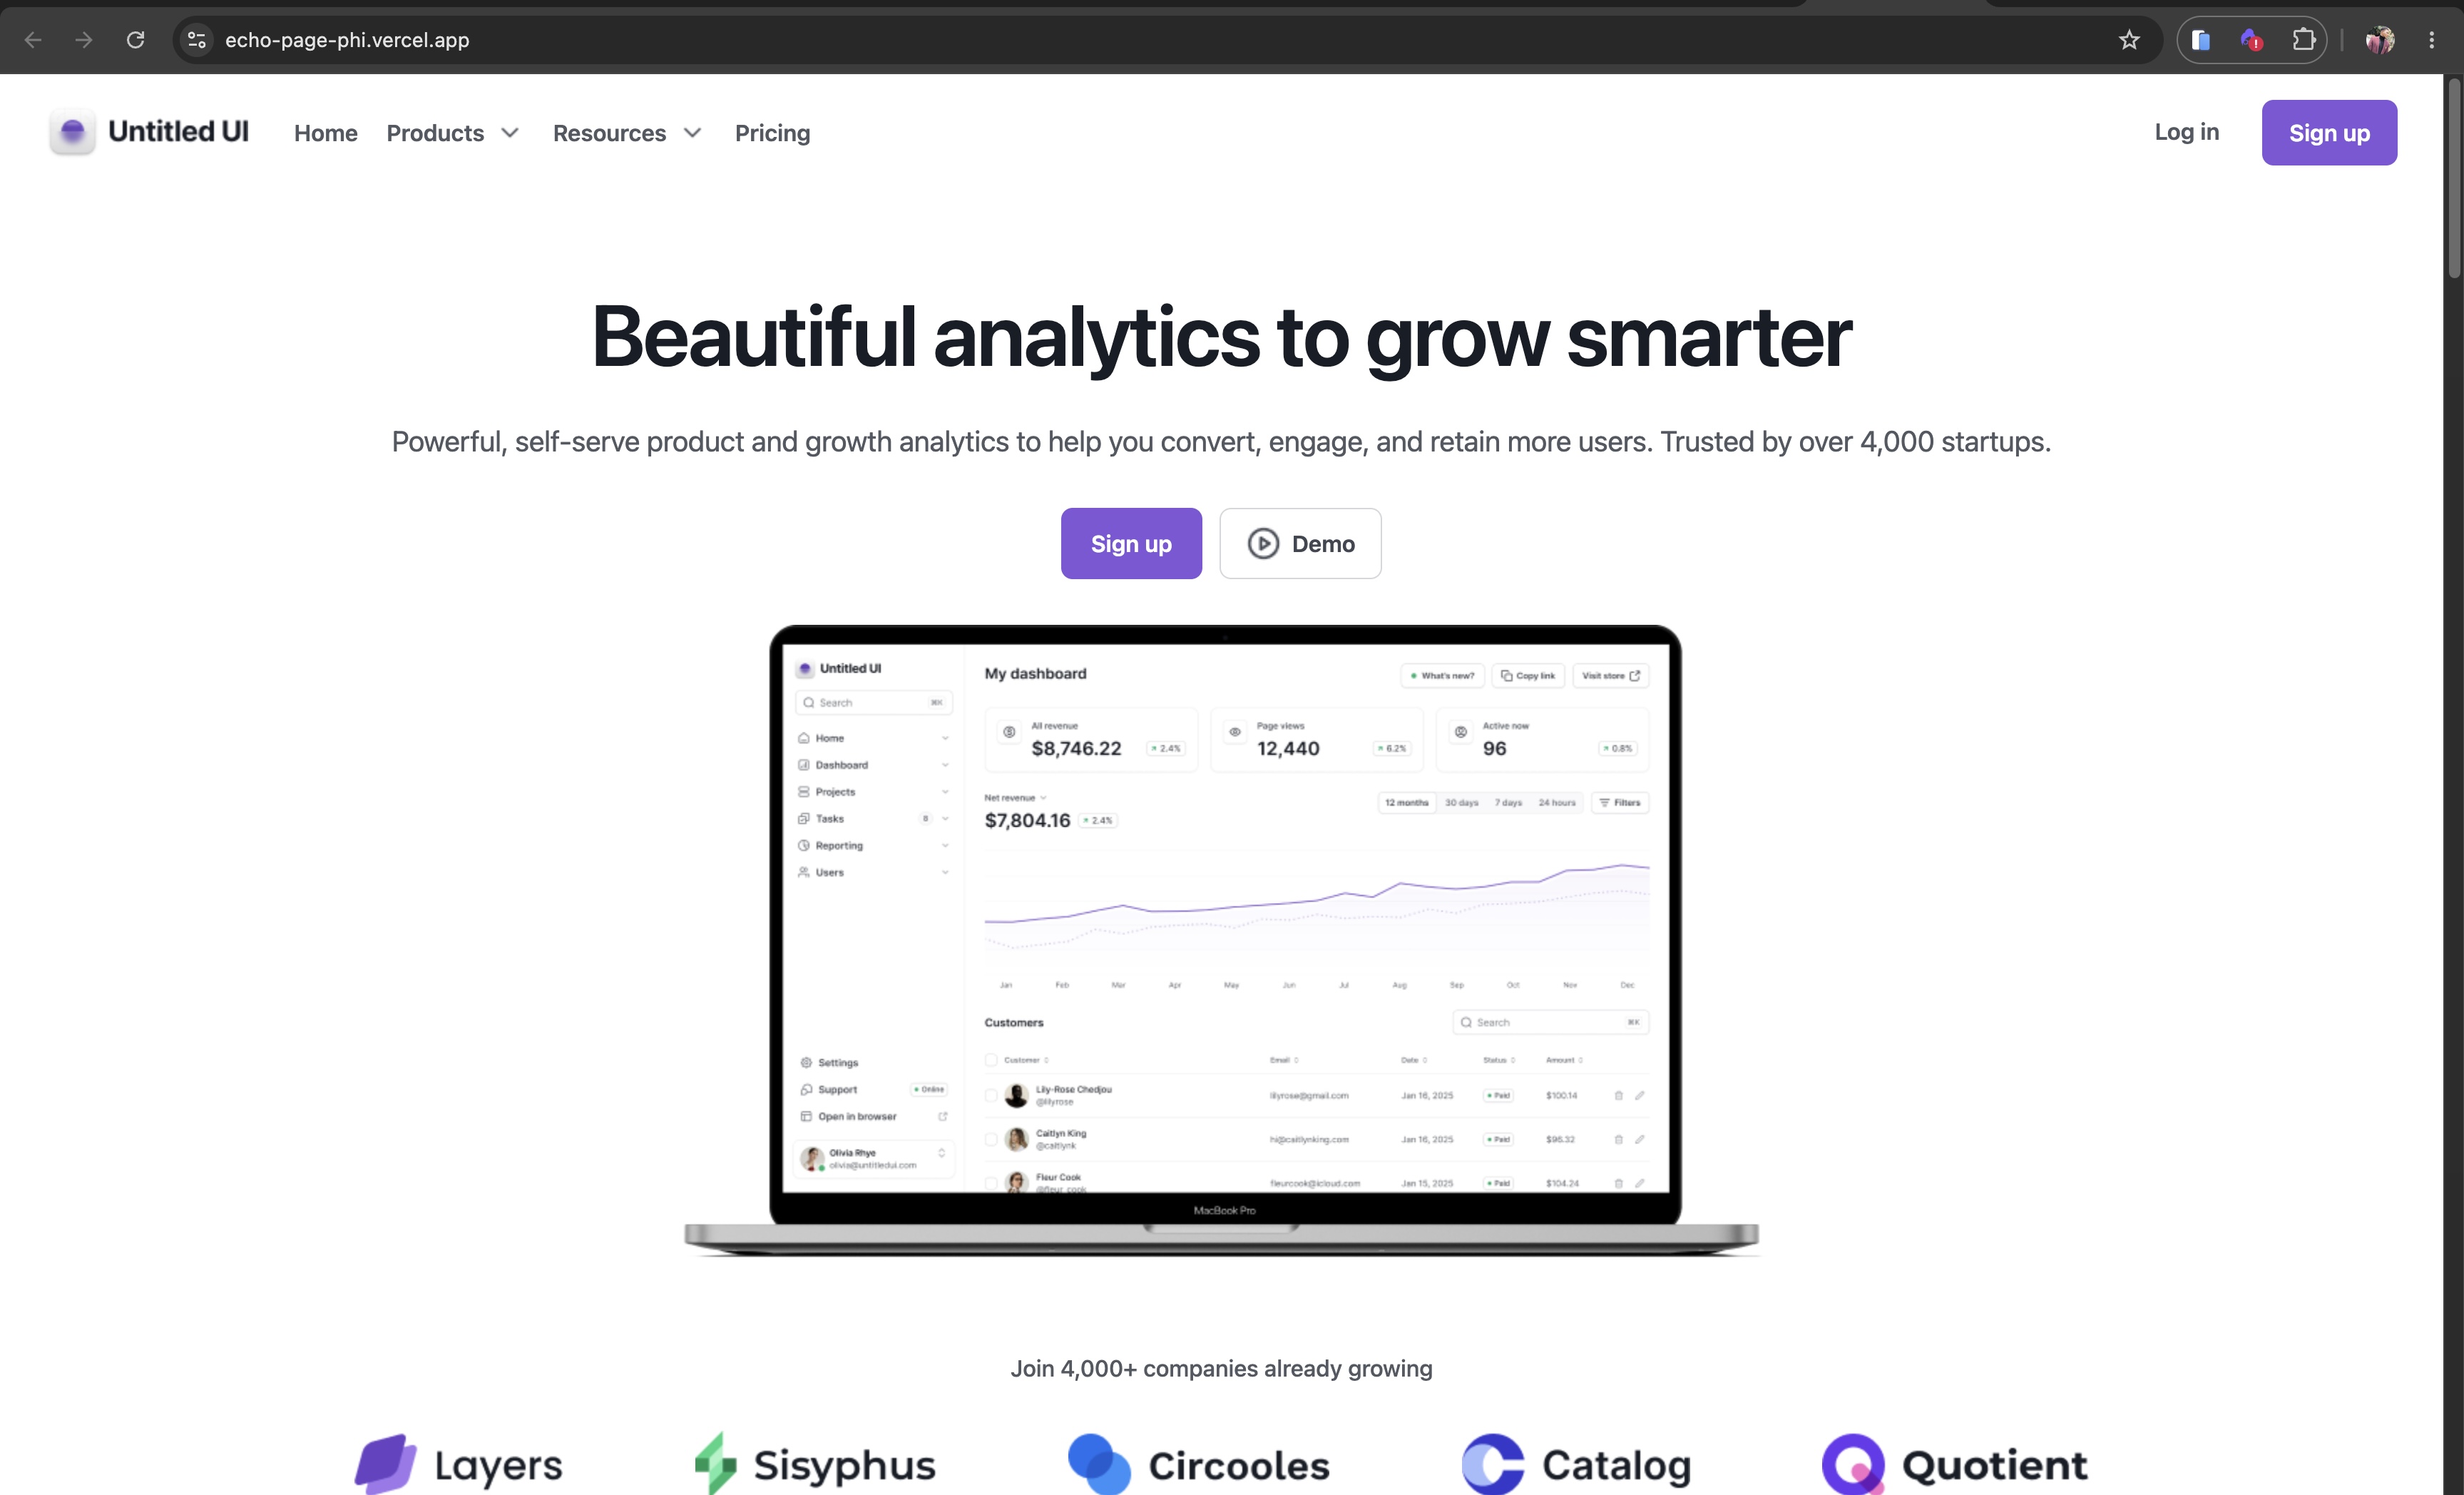 echo-page-phi.vercel.app
Untitled UI Home Products Resources Pricing Log in Sign up
Beautiful analytics to grow smarter
Powerful, self-serve product and growth analytics to help you convert, engage, and retain more users. Trusted by over 4,000 startups.
Sign up Demo
Untitled UI
Search ⌘K
Home
Dashboard
Projects
Tasks 8
Reporting
Users
Settings
Support Online
Open in browser
Olivia Rhye
olivia@untitledui.com
My dashboard What's new? Copy link Visit store
All revenue
$8,746.22 2.4%
Page views
12,440 6.2%
Active now
96 0.8%
Net revenue
$7,804.16 2.4%
12 months 30 days 7 days 24 hours Filters
Jan Feb Mar Apr May Jun Jul Aug Sep Oct Nov Dec
Customers Search ⌘K
Customer Email Date Status Amount
Lily-Rose Chedjou
@lilyrose
lilyrose@gmail.com Jan 16, 2025 Paid $100.14
Caitlyn King
@caitlynk
hi@caitlynking.com Jan 16, 2025 Paid $96.32
Fleur Cook
@fleur_cook
fleurcook@icloud.com Jan 15, 2025 Paid $104.24
MacBook Pro
Join 4,000+ companies already growing
Layers Sisyphus Circooles Catalog Quotient